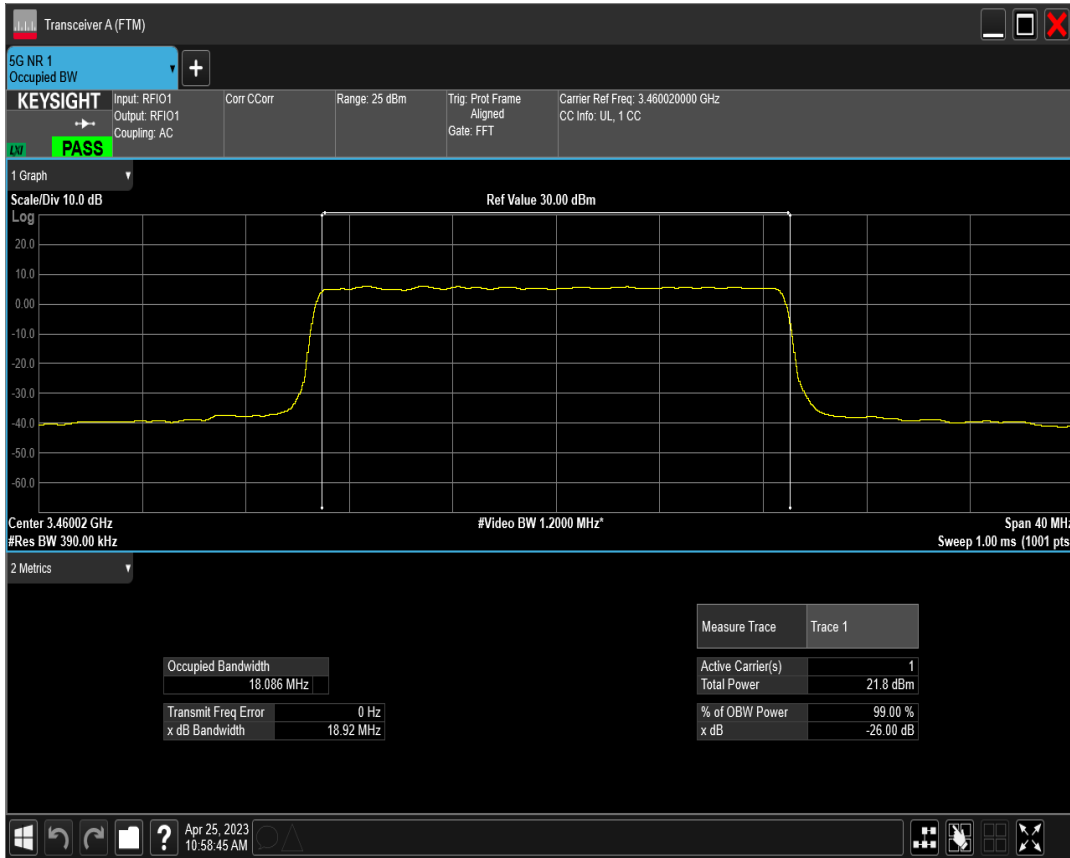 Transceiver A (FTM)
5G NR 1
Occupied BW
+
KEYSIGHT
Input: RFIO1
Output: RFIO1
Coupling: AC
Corr CCorr
Range: 25 dBm
Trig: Prot Frame
Aligned
Gate: FFT
Carrier Ref Freq: 3.460020000 GHz
CC Info: UL, 1 CC
LXI
PASS
1 Graph
Scale/Div 10.0 dB
Ref Value 30.00 dBm
Log
20.0
10.0
0.00
-10.0
-20.0
-30.0
-40.0
-50.0
-60.0
Center 3.46002 GHz
#Video BW 1.2000 MHz*
Span 40 MHz
#Res BW 390.00 kHz
Sweep 1.00 ms (1001 pts
2 Metrics
Measure Trace
Trace 1
Occupied Bandwidth
18.086 MHz
Active Carrier(s)
1
Total Power
21.8 dBm
Transmit Freq Error
0 Hz
x dB Bandwidth
18.92 MHz
% of OBW Power
99.00 %
x dB
-26.00 dB
?
Apr 25, 2023
10:58:45 AM